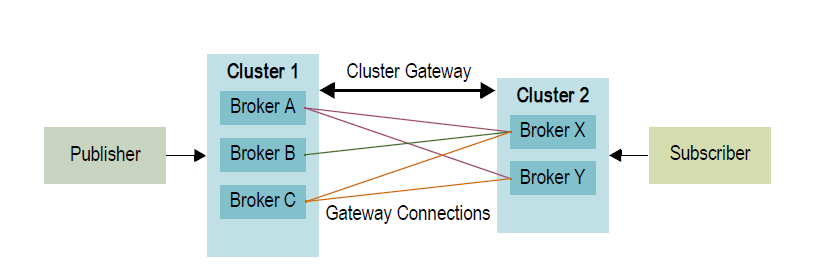 Cluster 1
Cluster Gateway
Cluster 2
Broker A
Broker X
Publisher
Broker B
Subscriber
Broker Y
Broker C
Gateway Connections